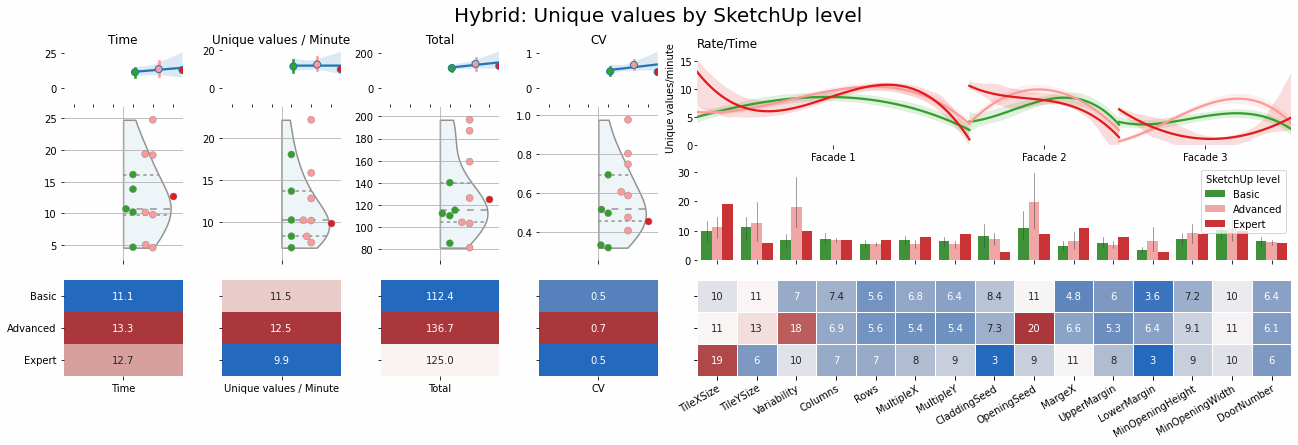 Hybrid: Unique values by SketchUp level
Time
Unique values / Minute
Total
CV
Rate/Time
25
0
20
0
200
0
1
0
Unique values/minute
15
10
5
0
Facade 1
Facade 2
Facade 3
25
20
15
10
5
20
15
10
200
180
160
140
120
100
80
1.0
0.8
0.6
0.4
30
20
10
0
SketchUp level
Basic
Advanced
Expert
Basic 11.1 11.5 112.4 0.5 10 11 7 7.4 5.6 6.8 6.4 8.4 11 4.8 6 3.6 7.2 10 6.4
Advanced 13.3 12.5 136.7 0.7 11 13 18 6.9 5.6 5.4 5.4 7.3 20 6.6 5.3 6.4 9.1 11 6.1
Expert 12.7 9.9 125.0 0.5 19 6 10 7 7 8 9 3 9 11 8 3 9 10 6
Time
Unique values / Minute
Total
CV
TileXSize
TileYSize
Variability
Columns
Rows
MultipleX
MultipleY
CladdingSeed
OpeningSeed
MargeX
UpperMargin
LowerMargin
MinOpeningHeight
MinOpeningWidth
DoorNumber